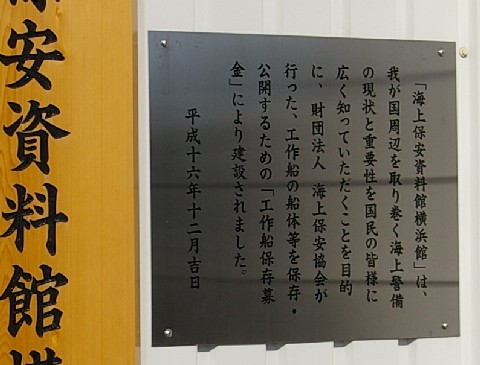 「海上保安資料館横浜館」は、
我が国周辺を取り巻く海上警備
の現状と重要性を国民の皆様に
広く知っていただくことを目的
に、財団法人　海上保安協会が
行った、工作船の船体等を保存・
公開するための「工作船保存募
金」により建設されました。
平成十六年十二月吉日
保安資料館横